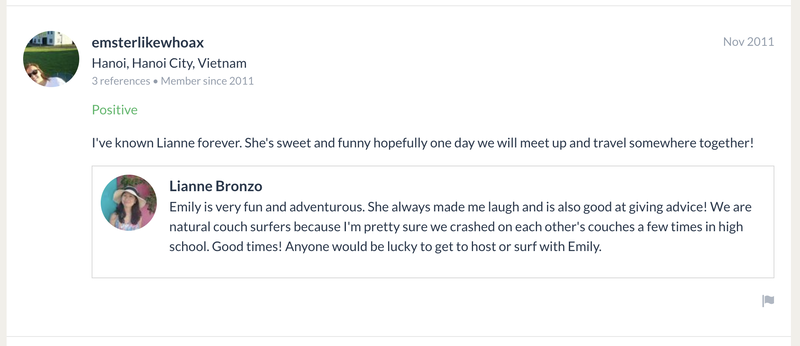 emsterlikewhoax
Nov 2011
Hanoi, Hanoi City, Vietnam
3 references • Member since 2011
Positive
I've known Lianne forever. She's sweet and funny hopefully one day we will meet up and travel somewhere together!
Lianne Bronzo
Emily is very fun and adventurous. She always made me laugh and is also good at giving advice! We are
natural couch surfers because I'm pretty sure we crashed on each other's couches a few times in high
school. Good times! Anyone would be lucky to get to host or surf with Emily.